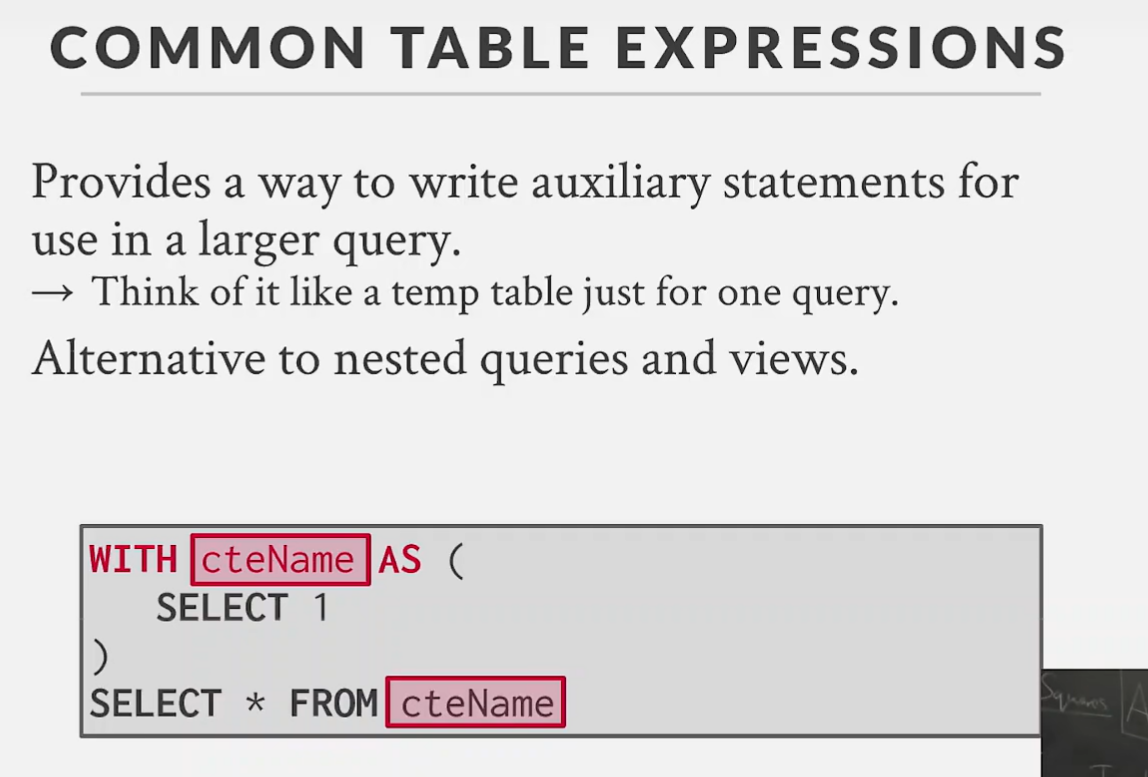 COMMON TABLE EXPRESSIONS
Provides a way to write auxiliary statements for
use in a larger query.
→ Think of it like a temp table just for one query.
Alternative to nested queries and views.
WITH cteName AS (
SELECT 1
)
SELECT * FROM cteName
Squares